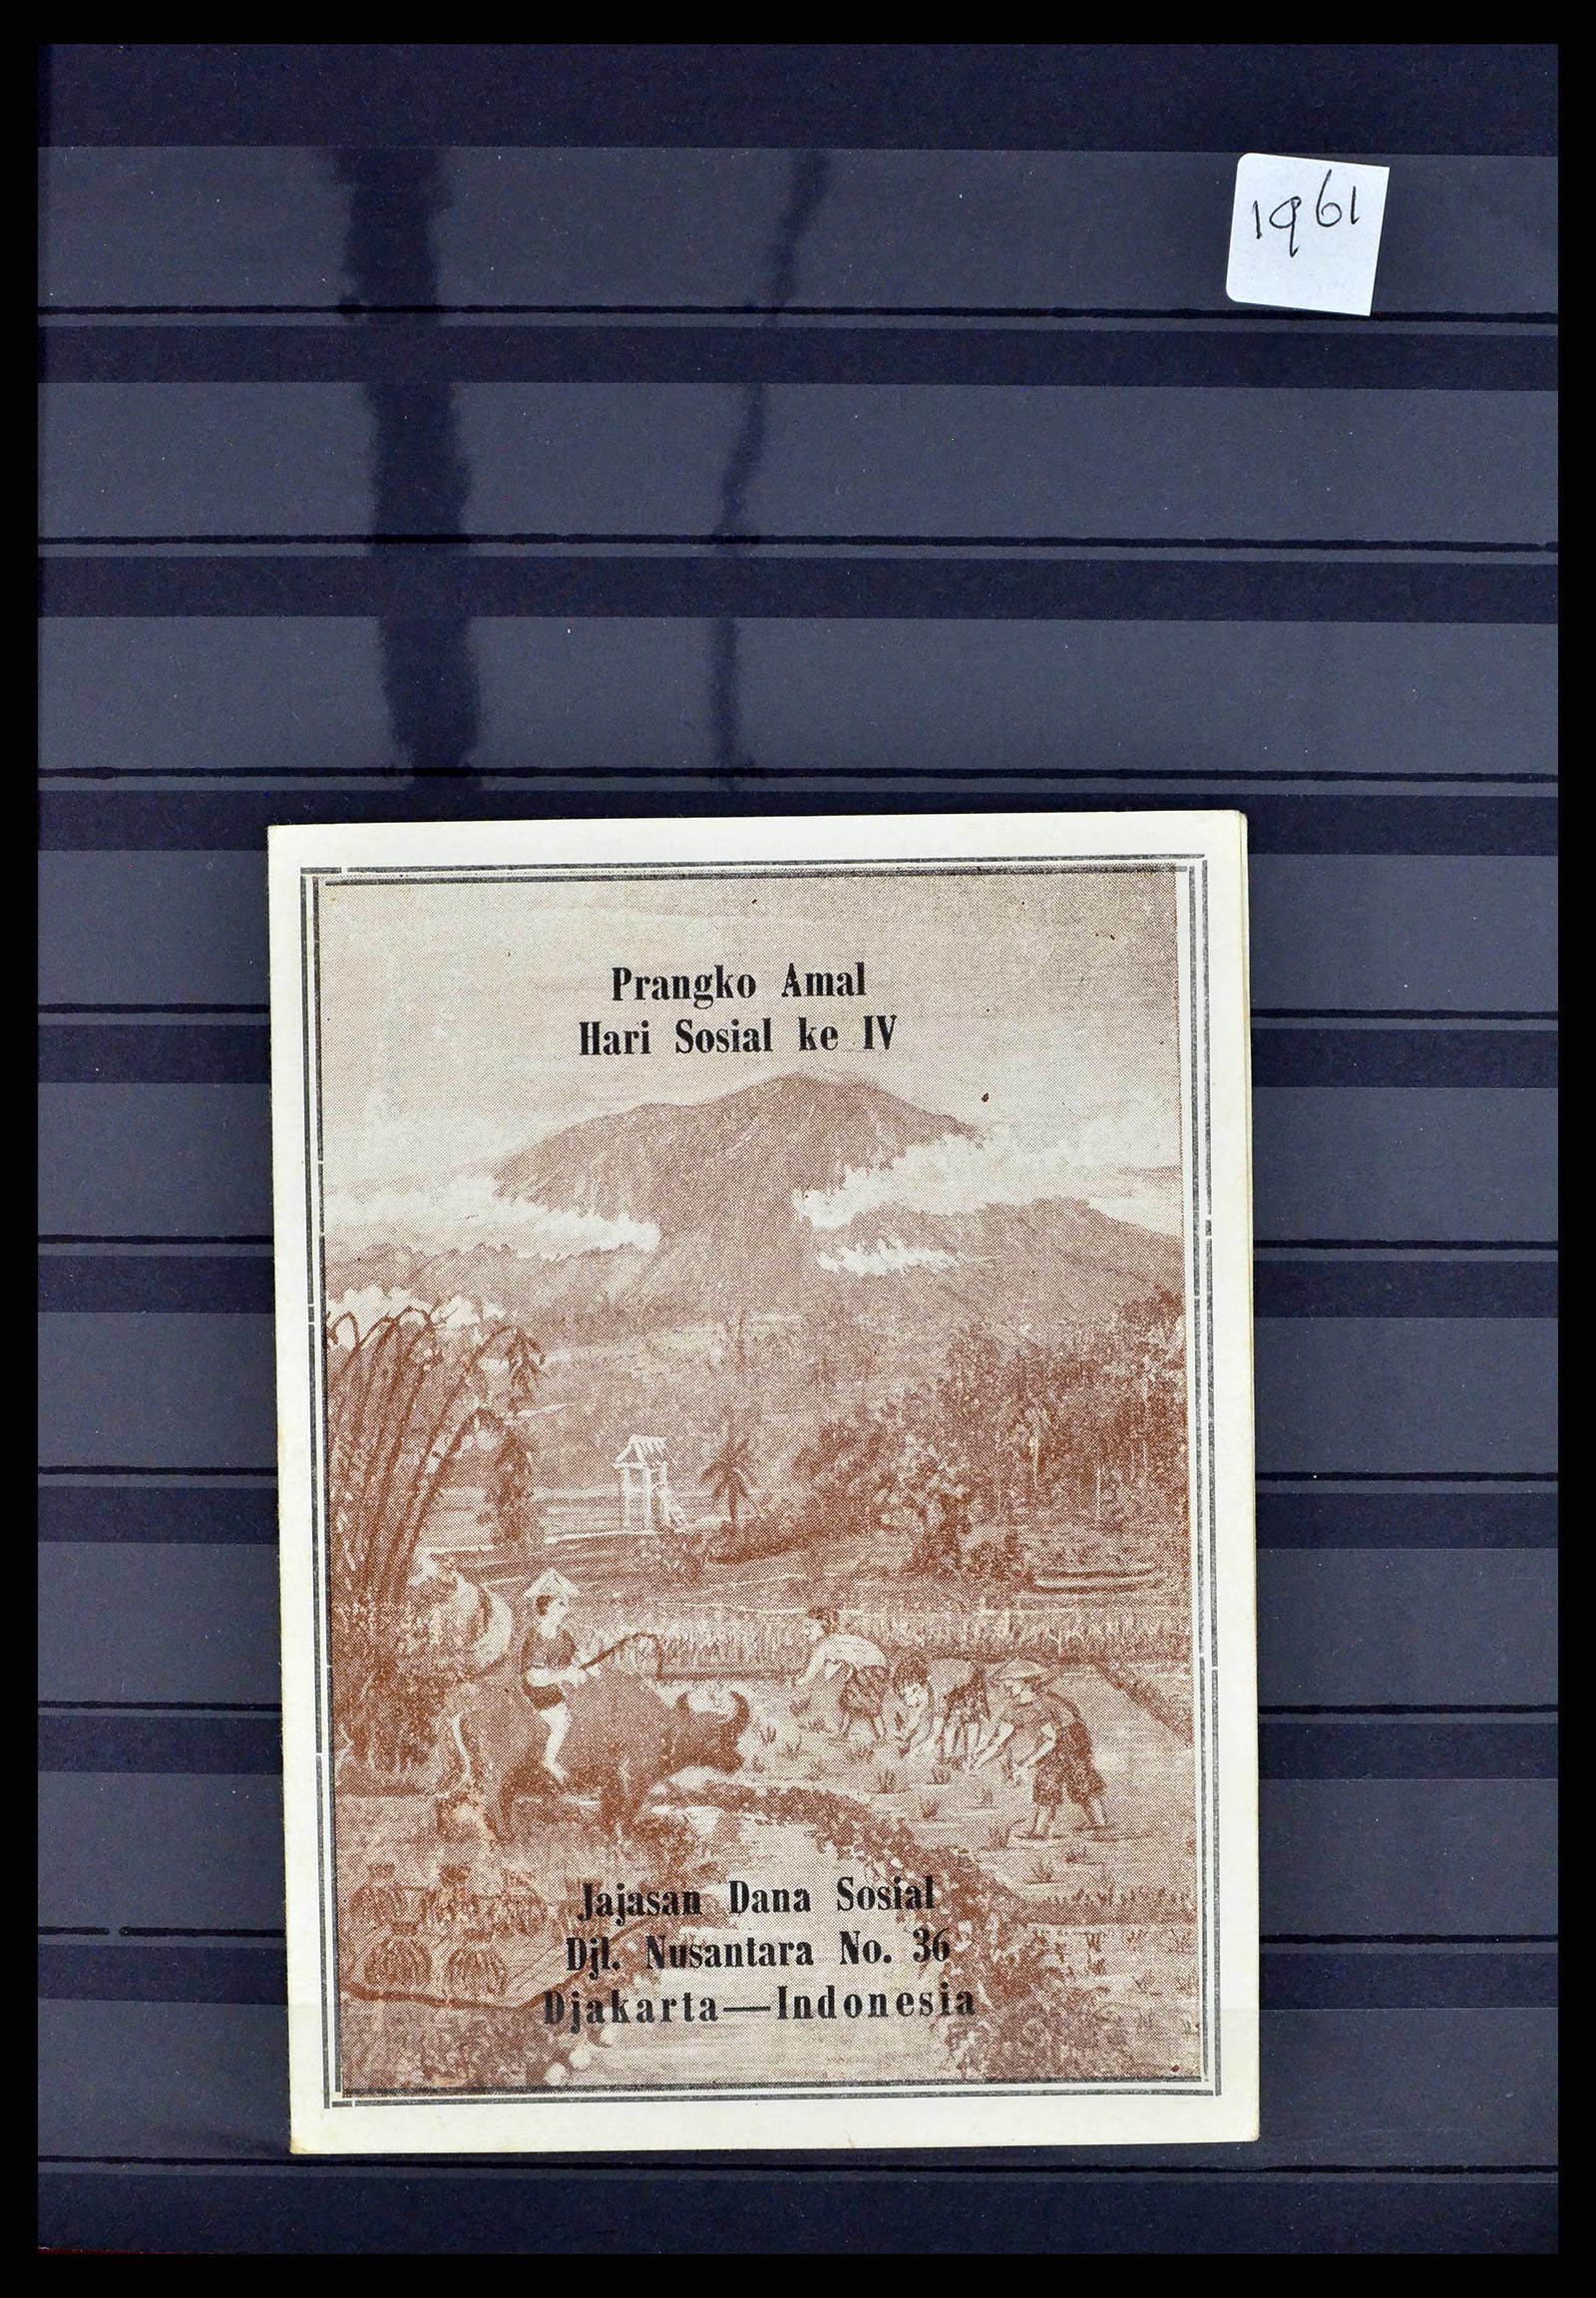 1961
Prangko Amal
Hari Sosial ke IV
Jajasan Dana Sosial
Djl. Nusantara No. 36
Djakarta—Indonesia